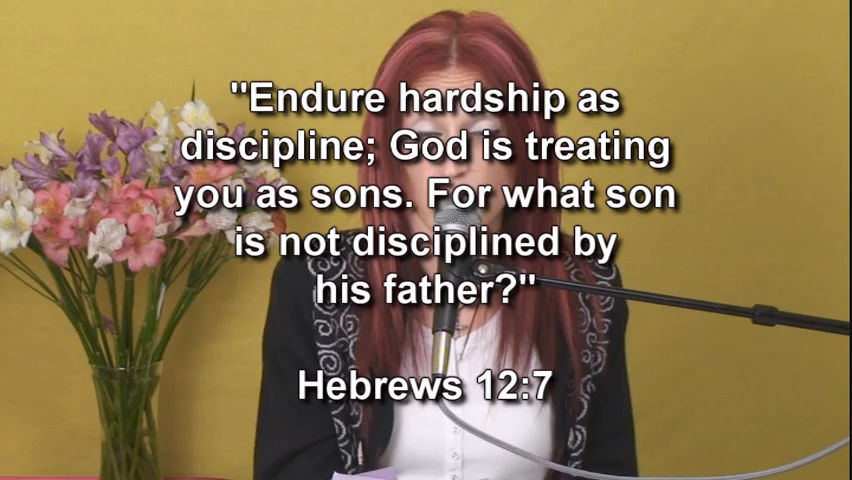 "Endure hardship as
discipline; God is treating
you as sons. For what son
is not disciplined by
his father?"
Hebrews 12:7